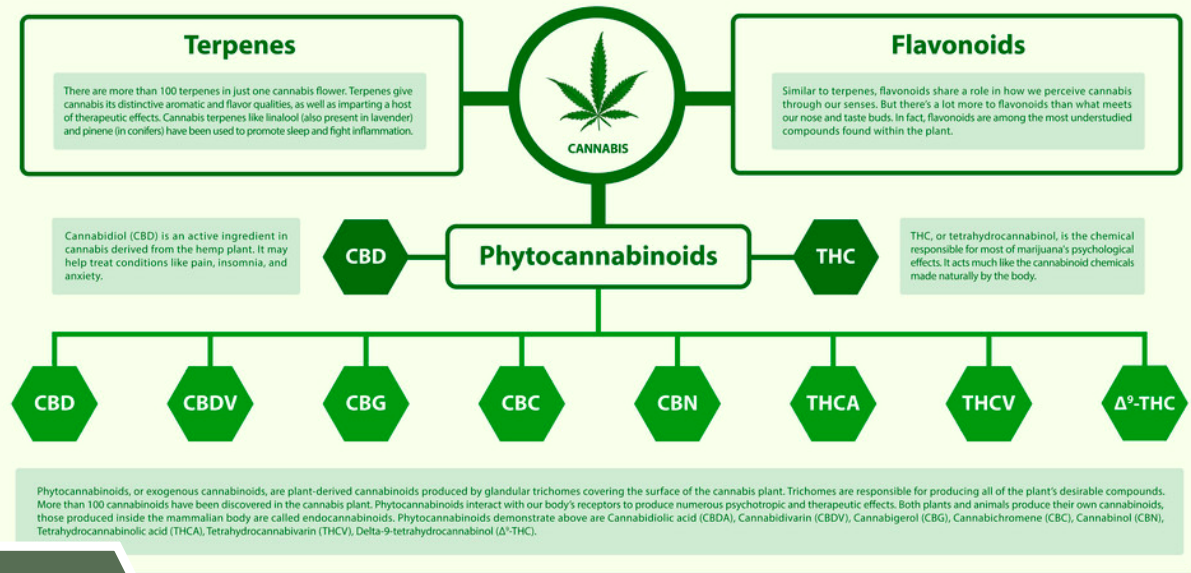 Terpenes
There are more than 100 terpenes in just one cannabis flower. Terpenes give
cannabis its distinctive aromatic and flavor qualities, as well as imparting a host
of therapeutic effects. Cannabis terpenes like linalool (also present in lavender)
and pinene (in conifers) have been used to promote sleep and fight inflammation.
CANNABIS
Flavonoids
Similar to terpenes, flavonoids share a role in how we perceive cannabis
through our senses. But there's a lot more to flavonoids than what meets
our nose and taste buds. In fact, flavonoids are among the most understudied
compounds found within the plant.
Cannabidiol (CBD) is an active ingredient in
cannabis derived from the hemp plant. It may
help treat conditions like pain, insomnia, and
anxiety.
CBD
Phytocannabinoids
THC
THC, or tetrahydrocannabinol, is the chemical
responsible for most of marijuana's psychological
effects. It acts much like the cannabinoid chemicals
made naturally by the body.
CBD
CBDV
CBG
CBC
CBN
THCA
THCV
Δ⁹-THC
Phytocannabinoids, or exogenous cannabinoids, are plant-derived cannabinoids produced by glandular trichomes covering the surface of the cannabis plant. Trichomes are responsible for producing all of the plant's desirable compounds.
More than 100 cannabinoids have been discovered in the cannabis plant. Phytocannabinoids interact with our body's receptors to produce numerous psychotropic and therapeutic effects. Both plants and animals produce their own cannabinoids,
those produced inside the mammalian body are called endocannabinoids. Phytocannabinoids demonstrate above are Cannabidiolic acid (CBDA), Cannabidivarin (CBDV), Cannabigerol (CBG), Cannabichromene (CBC), Cannabinol (CBN),
Tetrahydrocannabinolic acid (THCA), Tetrahydrocannabivarin (THCV), Delta-9-tetrahydrocannabinol (Δ⁹-THC).